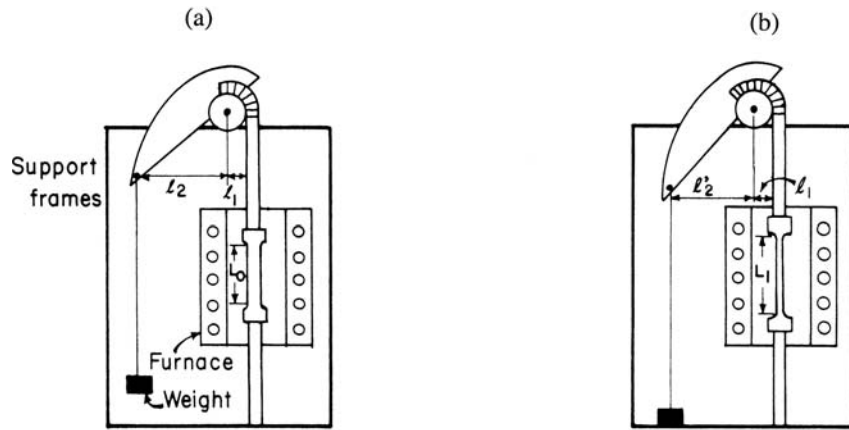 (a)
(b)
Support
frames
l₂
l₁
L₀
Furnace
Weight
l'₂
l₁
L₁